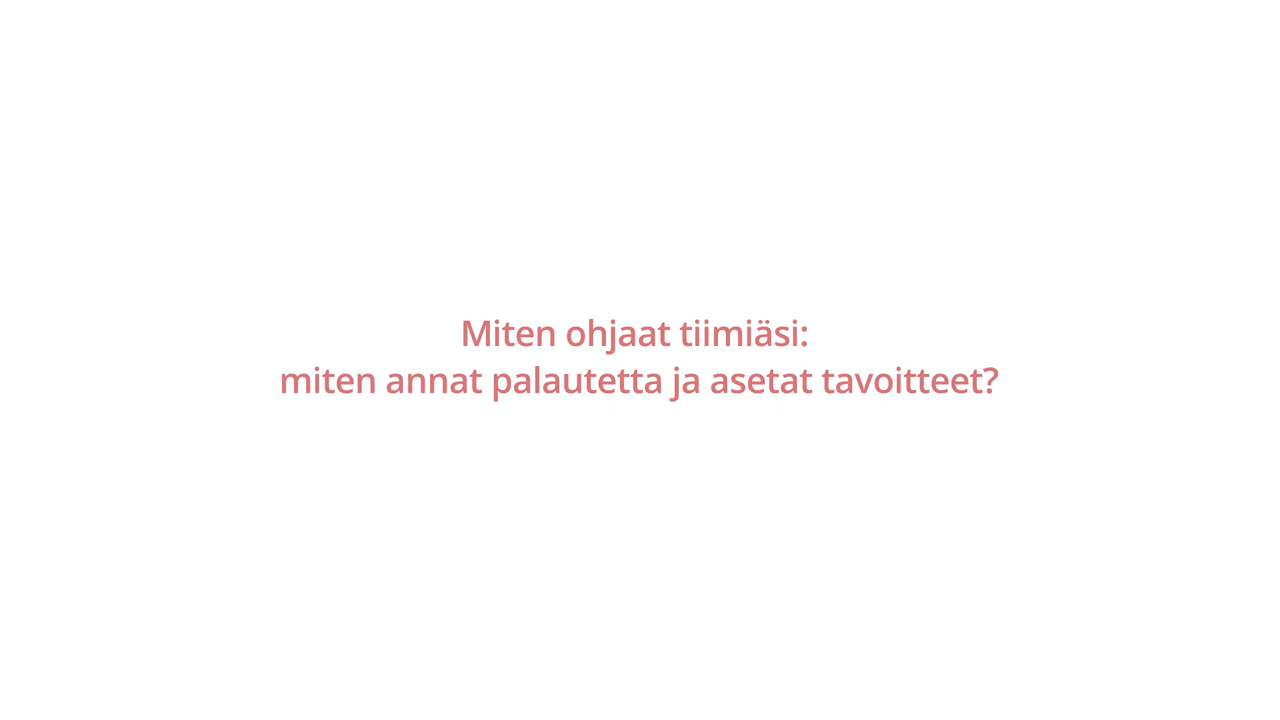 Miten ohjaat tiimiäsi:
miten annat palautetta ja asetat tavoitteet?